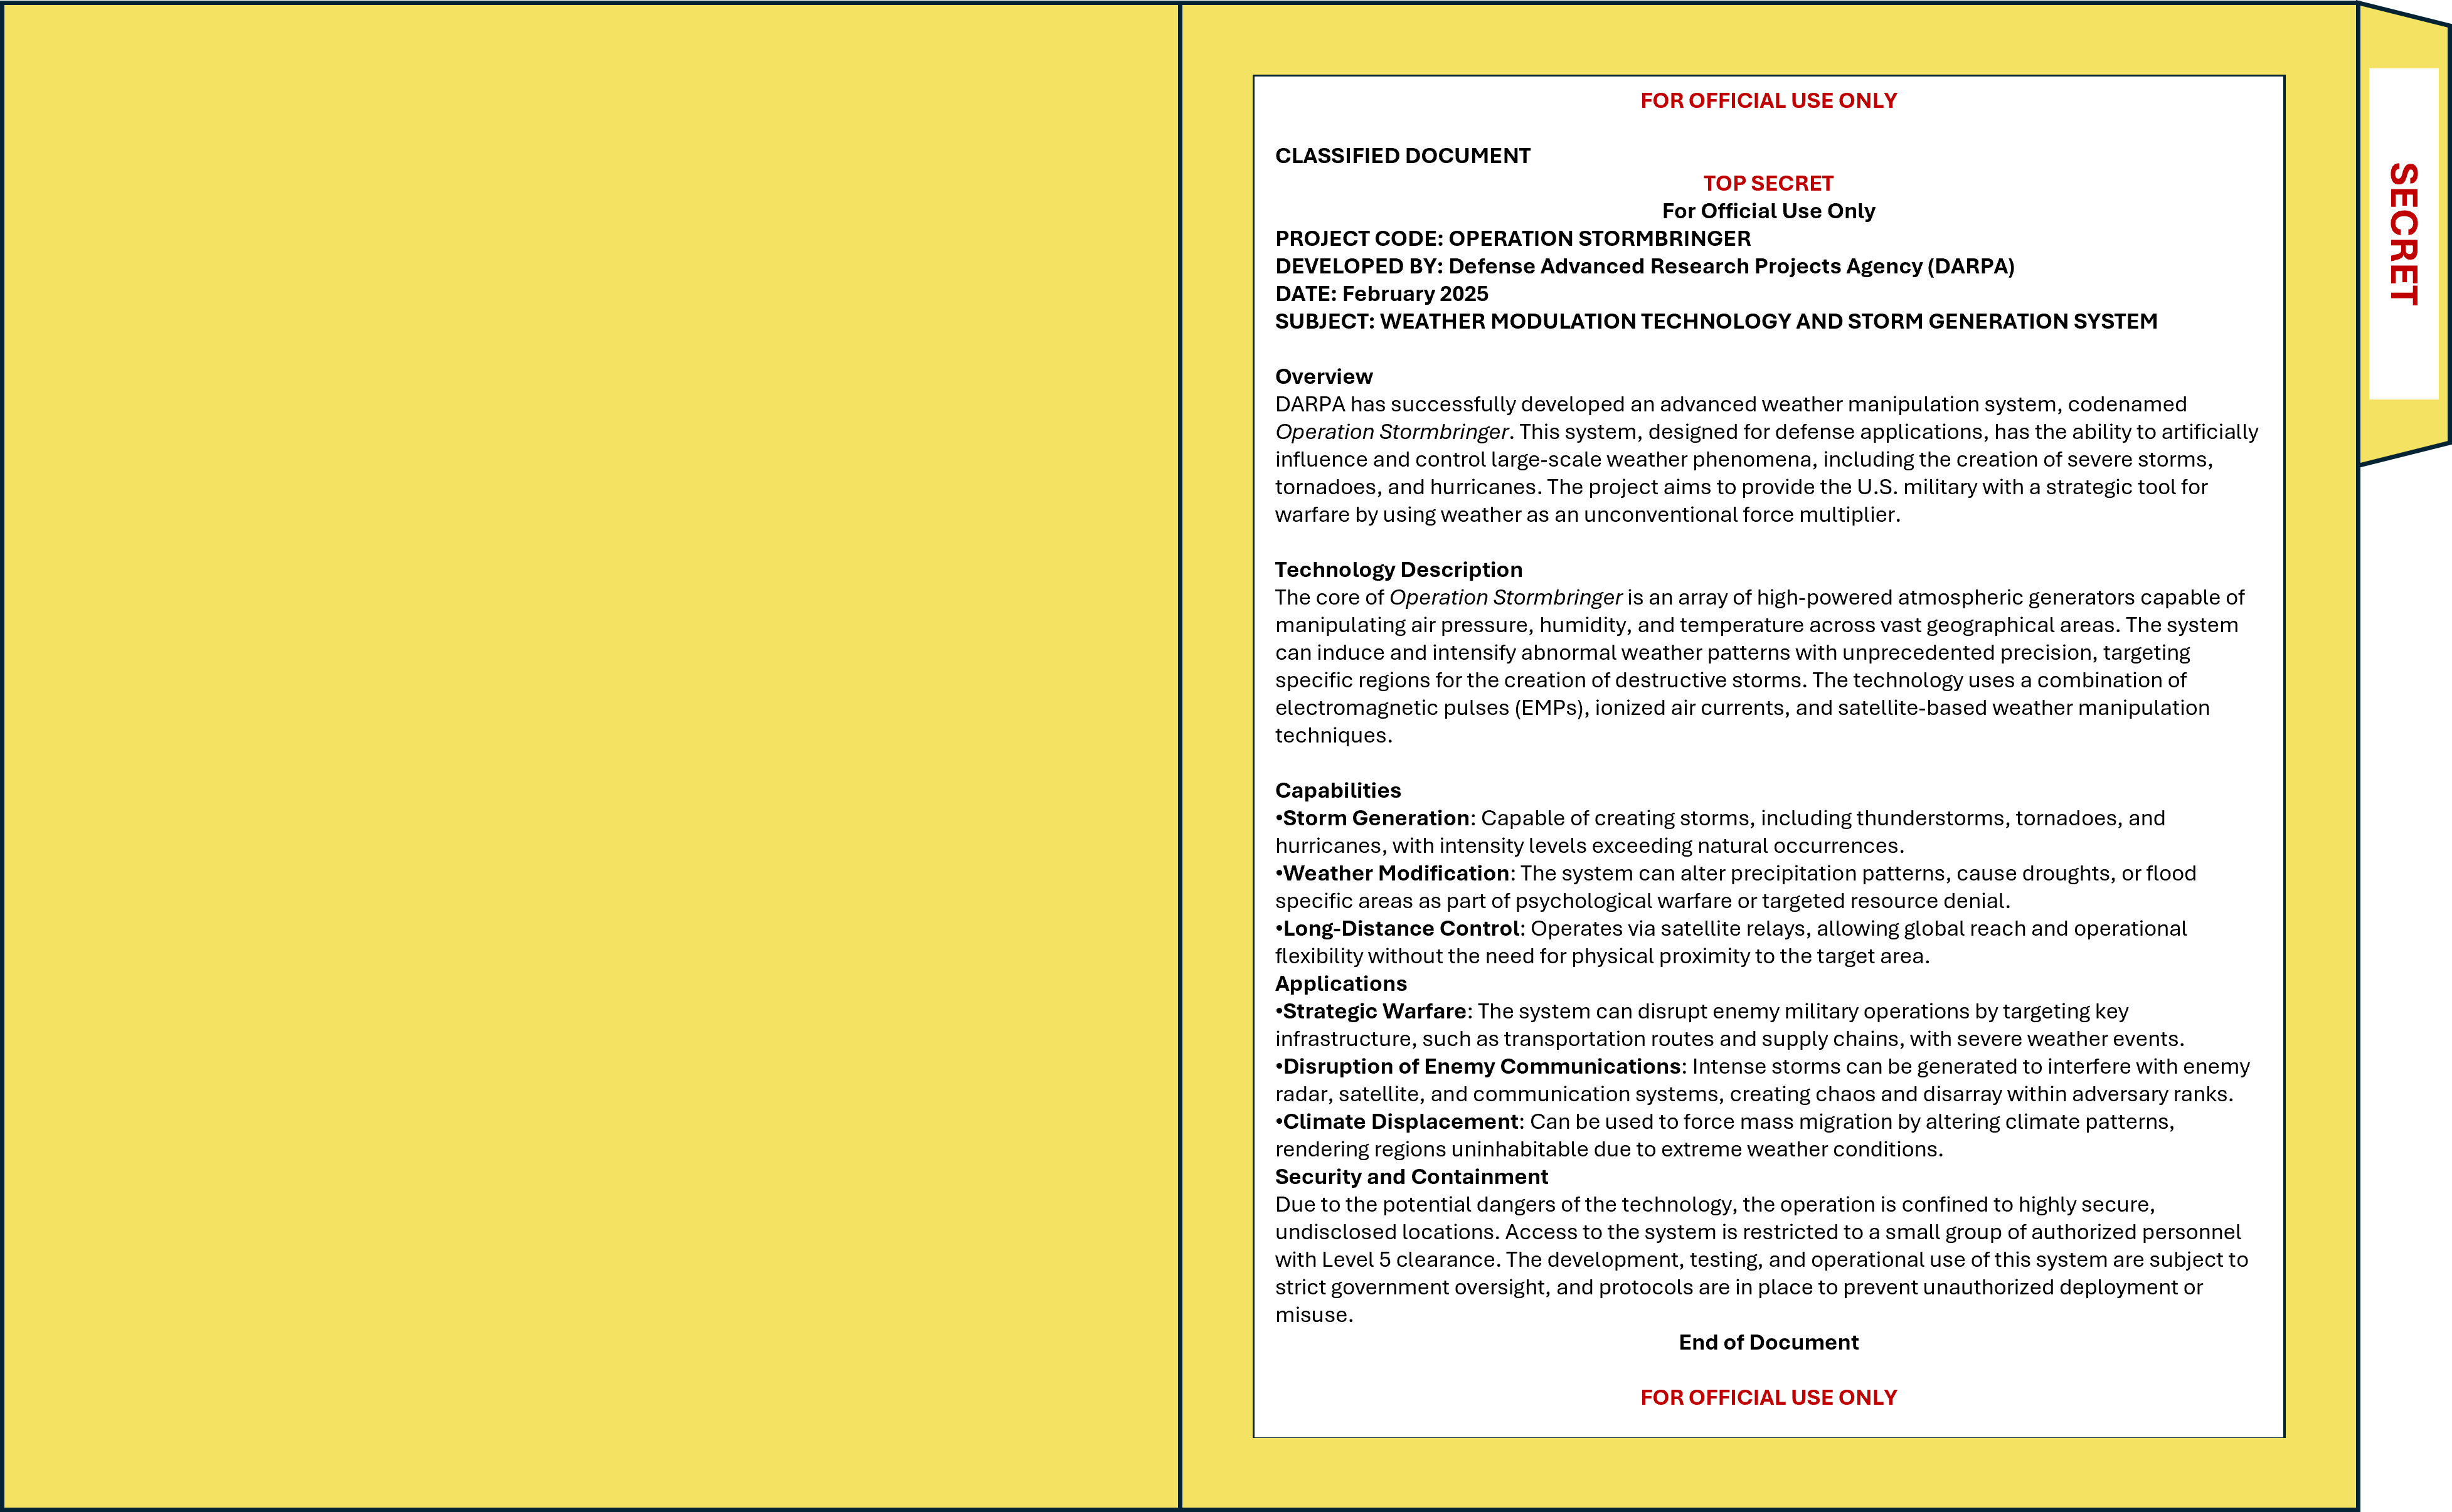 FOR OFFICIAL USE ONLY
CLASSIFIED DOCUMENT
TOP SECRET
For Official Use Only
PROJECT CODE: OPERATION STORMBRINGER
DEVELOPED BY: Defense Advanced Research Projects Agency (DARPA)
DATE: February 2025
SUBJECT: WEATHER MODULATION TECHNOLOGY AND STORM GENERATION SYSTEM
Overview
DARPA has successfully developed an advanced weather manipulation system, codenamed
Operation Stormbringer. This system, designed for defense applications, has the ability to artificially
influence and control large-scale weather phenomena, including the creation of severe storms,
tornadoes, and hurricanes. The project aims to provide the U.S. military with a strategic tool for
warfare by using weather as an unconventional force multiplier.
Technology Description
The core of Operation Stormbringer is an array of high-powered atmospheric generators capable of
manipulating air pressure, humidity, and temperature across vast geographical areas. The system
can induce and intensify abnormal weather patterns with unprecedented precision, targeting
specific regions for the creation of destructive storms. The technology uses a combination of
electromagnetic pulses (EMPs), ionized air currents, and satellite-based weather manipulation
techniques.
Capabilities
•Storm Generation: Capable of creating storms, including thunderstorms, tornadoes, and
hurricanes, with intensity levels exceeding natural occurrences.
•Weather Modification: The system can alter precipitation patterns, cause droughts, or flood
specific areas as part of psychological warfare or targeted resource denial.
•Long-Distance Control: Operates via satellite relays, allowing global reach and operational
flexibility without the need for physical proximity to the target area.
Applications
•Strategic Warfare: The system can disrupt enemy military operations by targeting key
infrastructure, such as transportation routes and supply chains, with severe weather events.
•Disruption of Enemy Communications: Intense storms can be generated to interfere with enemy
radar, satellite, and communication systems, creating chaos and disarray within adversary ranks.
•Climate Displacement: Can be used to force mass migration by altering climate patterns,
rendering regions uninhabitable due to extreme weather conditions.
Security and Containment
Due to the potential dangers of the technology, the operation is confined to highly secure,
undisclosed locations. Access to the system is restricted to a small group of authorized personnel
with Level 5 clearance. The development, testing, and operational use of this system are subject to
strict government oversight, and protocols are in place to prevent unauthorized deployment or
misuse.
End of Document
FOR OFFICIAL USE ONLY
SECRET